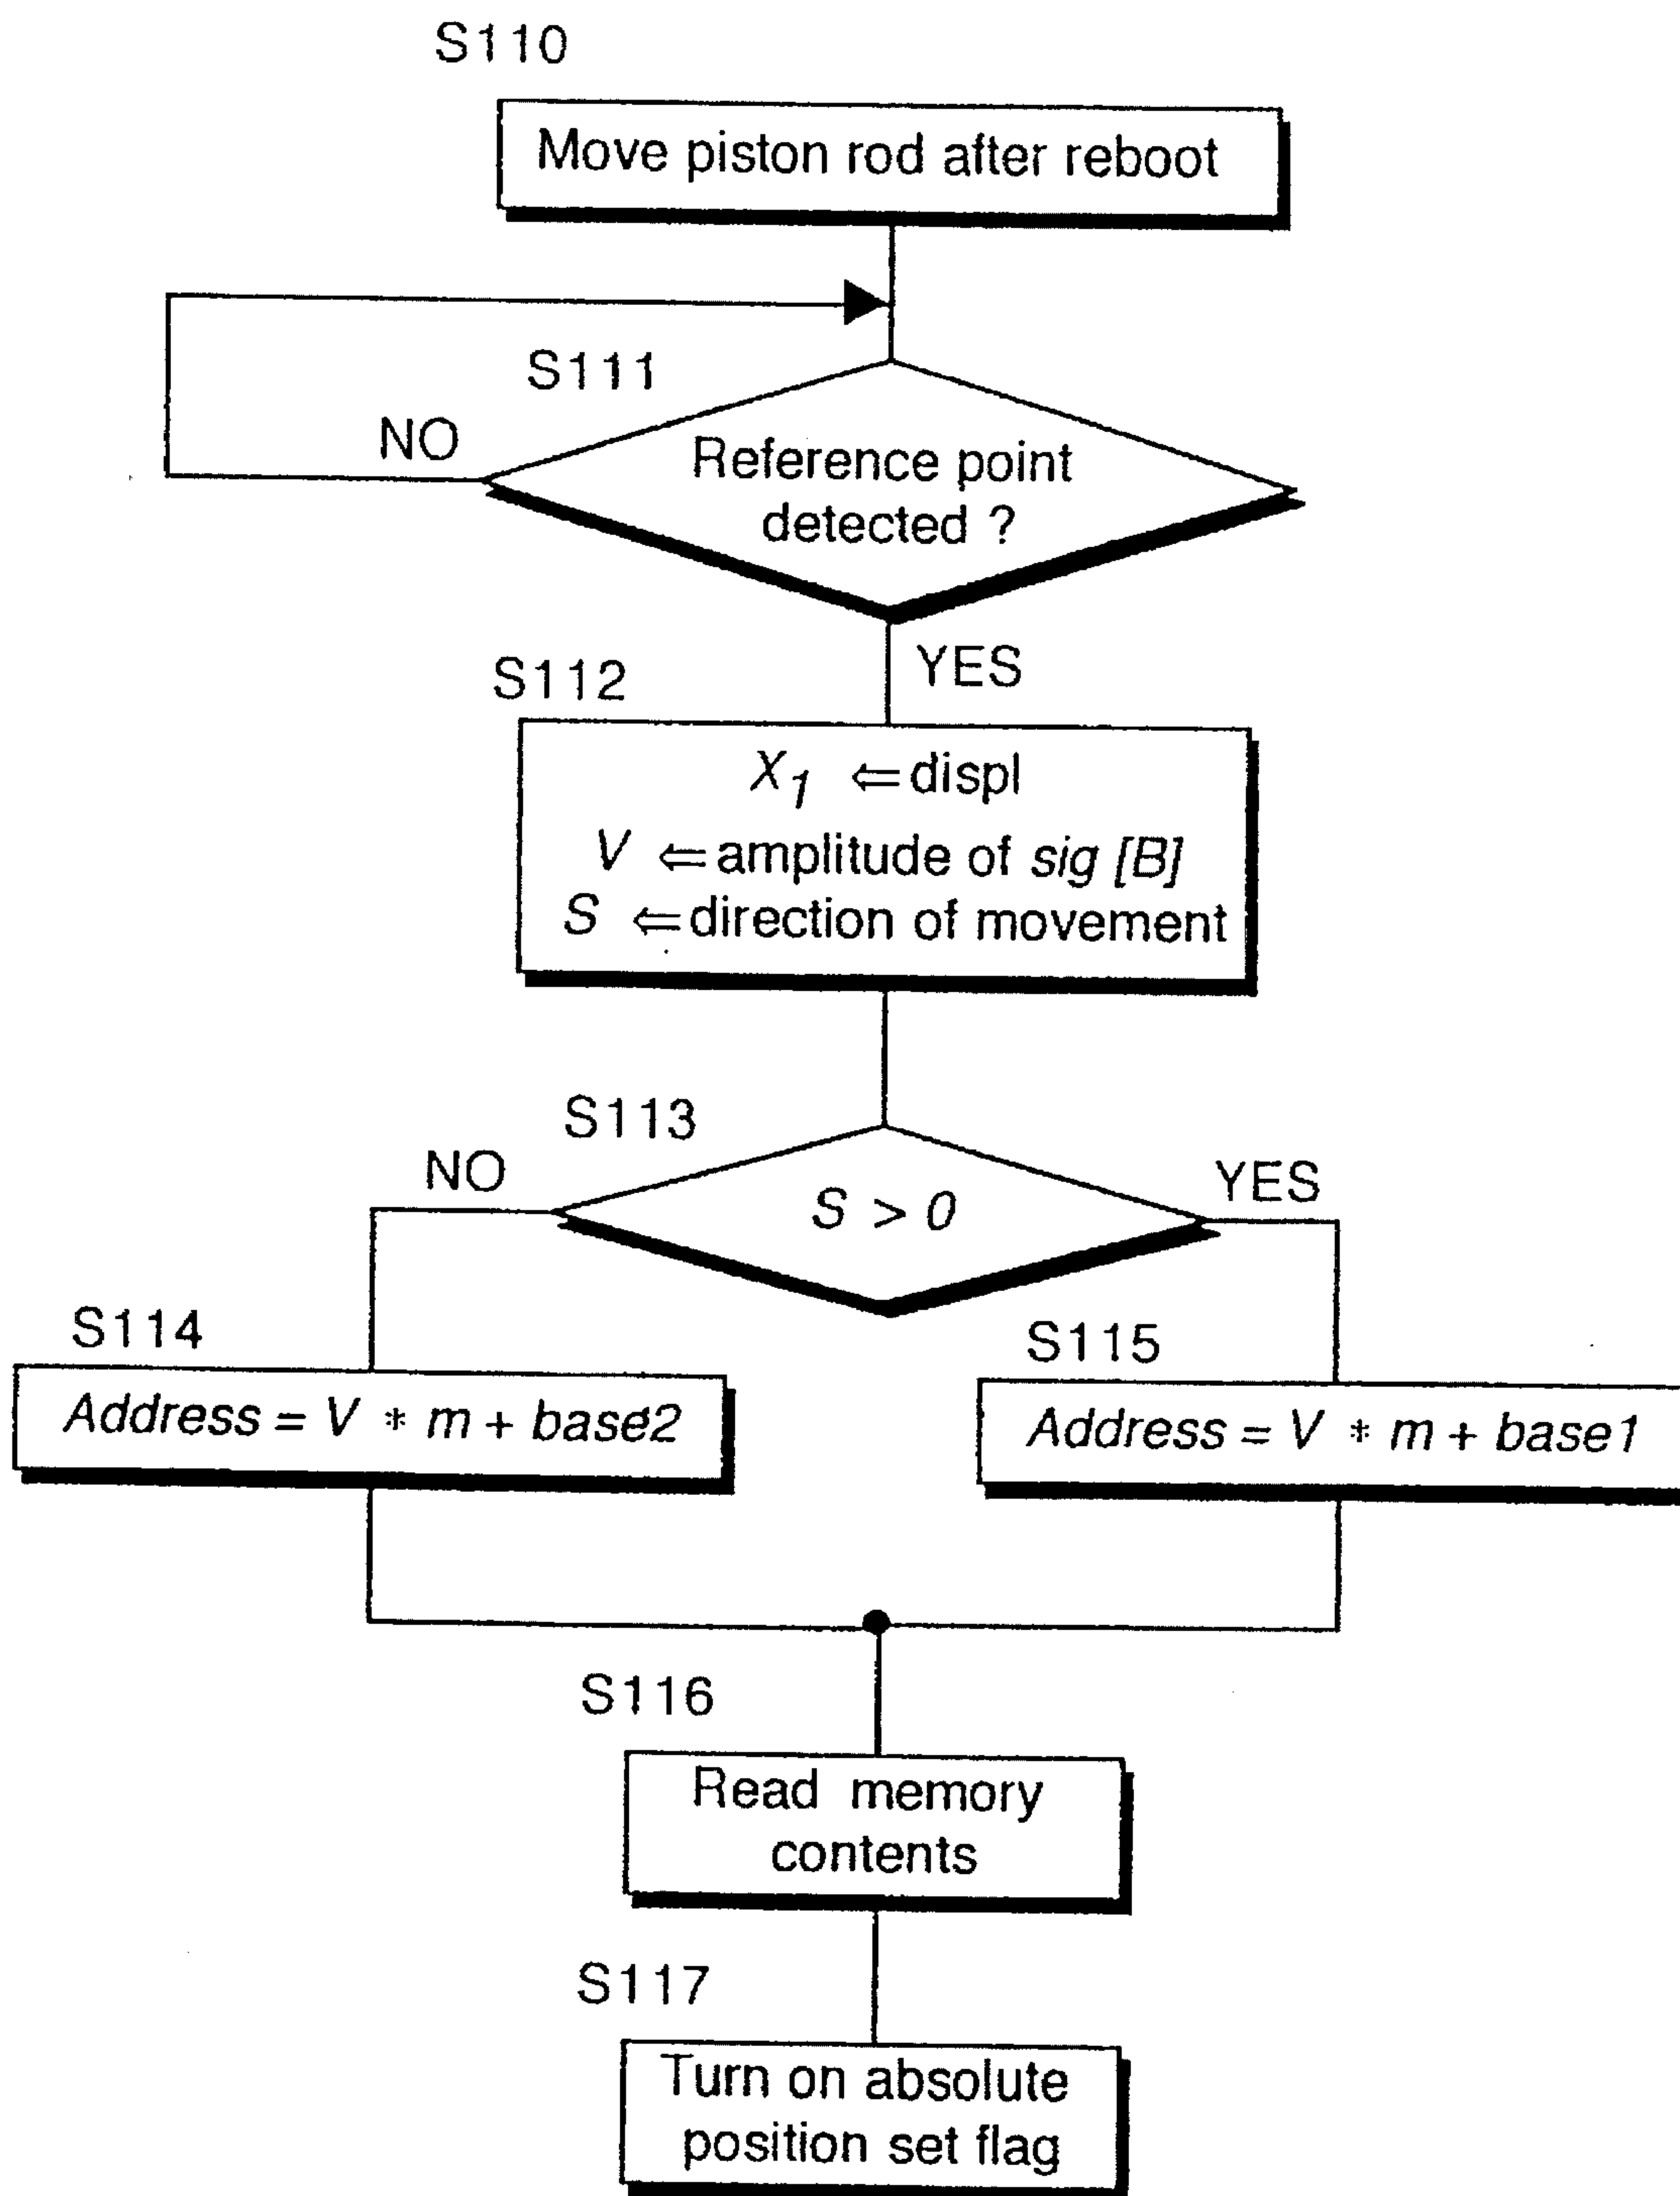 S110
Move piston rod after reboot
S111
NO
Reference point
detected ?
YES
S112
X1 ⇐ displ
V ⇐ amplitude of sig [B]
S ⇐ direction of movement
S113
NO
YES
S > 0
S114
S115
Address = V * m + base2
Address = V * m + base1
S116
Read memory
contents
S117
Turn on absolute
position set flag